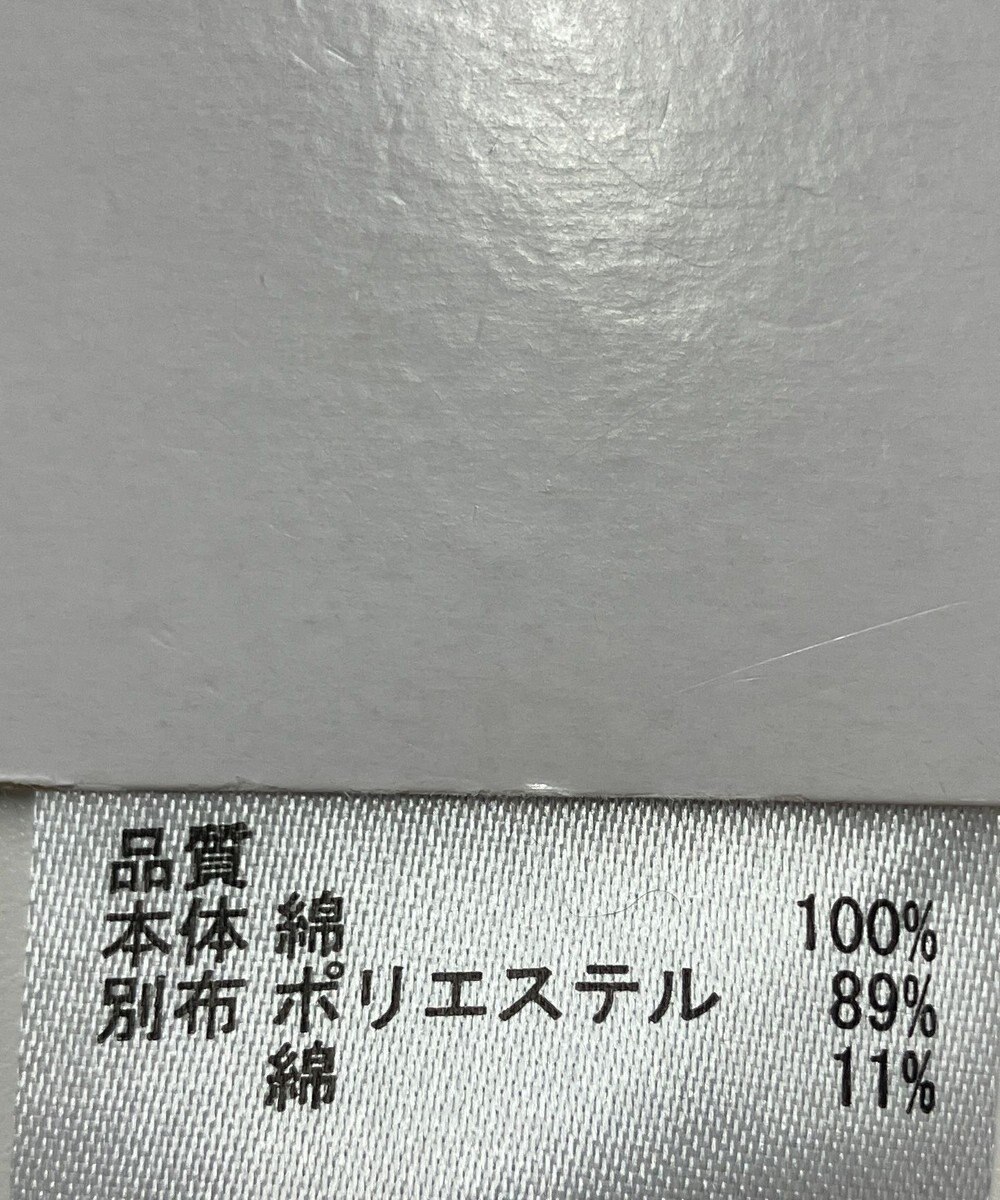 品質
本体 綿 100%
別布 ポリエステル 89%
綿 11%